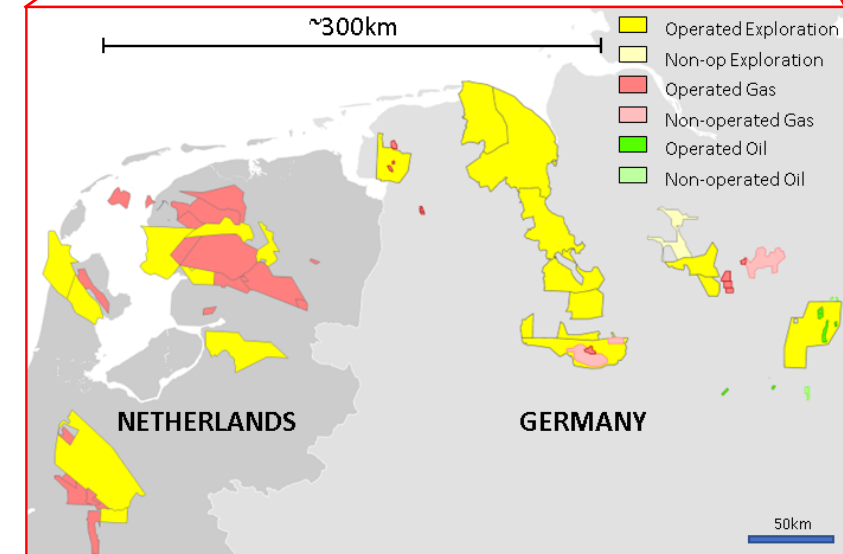 ~300km
Operated Exploration
Non-op Exploration
Operated Gas
Non-operated Gas
Operated Oil
Non-operated Oil
NETHERLANDS
GERMANY
50km